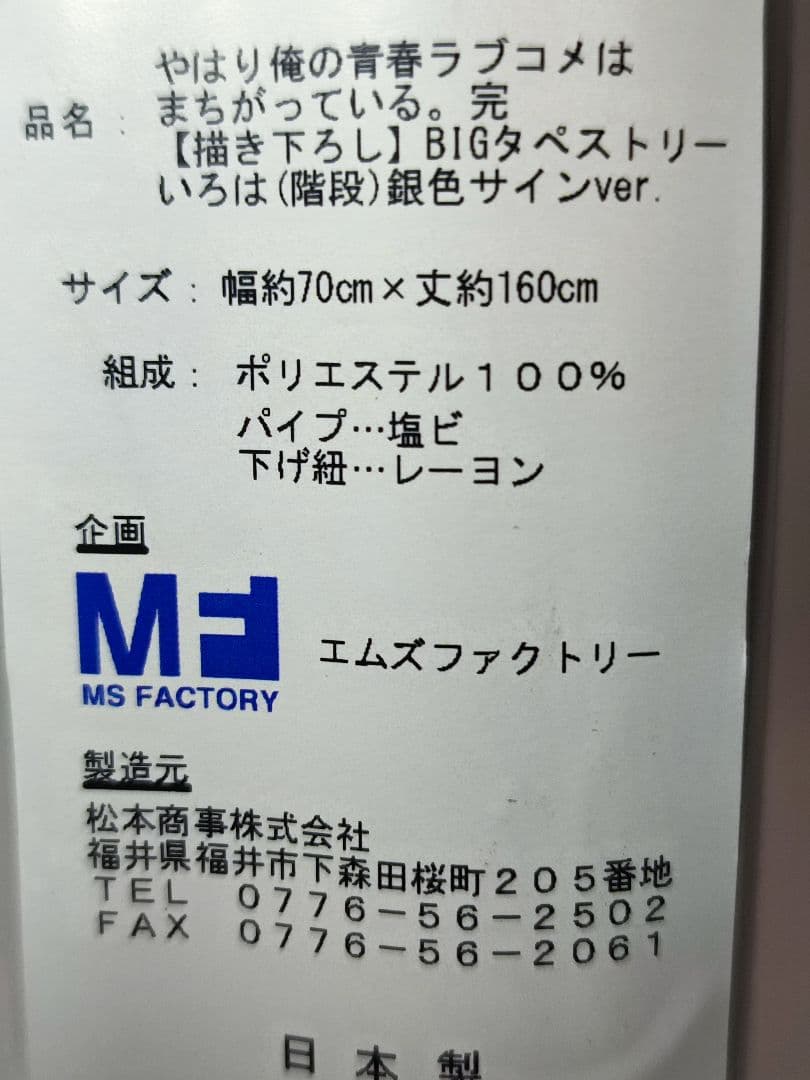 やはり俺の青春ラブコメは
品名： まちがっている。完
【描き下ろし】BIGタペストリー
いろは(階段)銀色サインver.
サイズ： 幅約70cm×丈約160cm
組成： ポリエステル１００％
パイプ…塩ビ
下げ紐…レーヨン
企画
MF
MS FACTORY
エムズファクトリー
製造元
松本商事株式会社
福井県福井市下森田桜町２０５番地
ＴＥＬ ０７７６－５６－２５０２
ＦＡＸ ０７７６－５６－２０６１
日本製